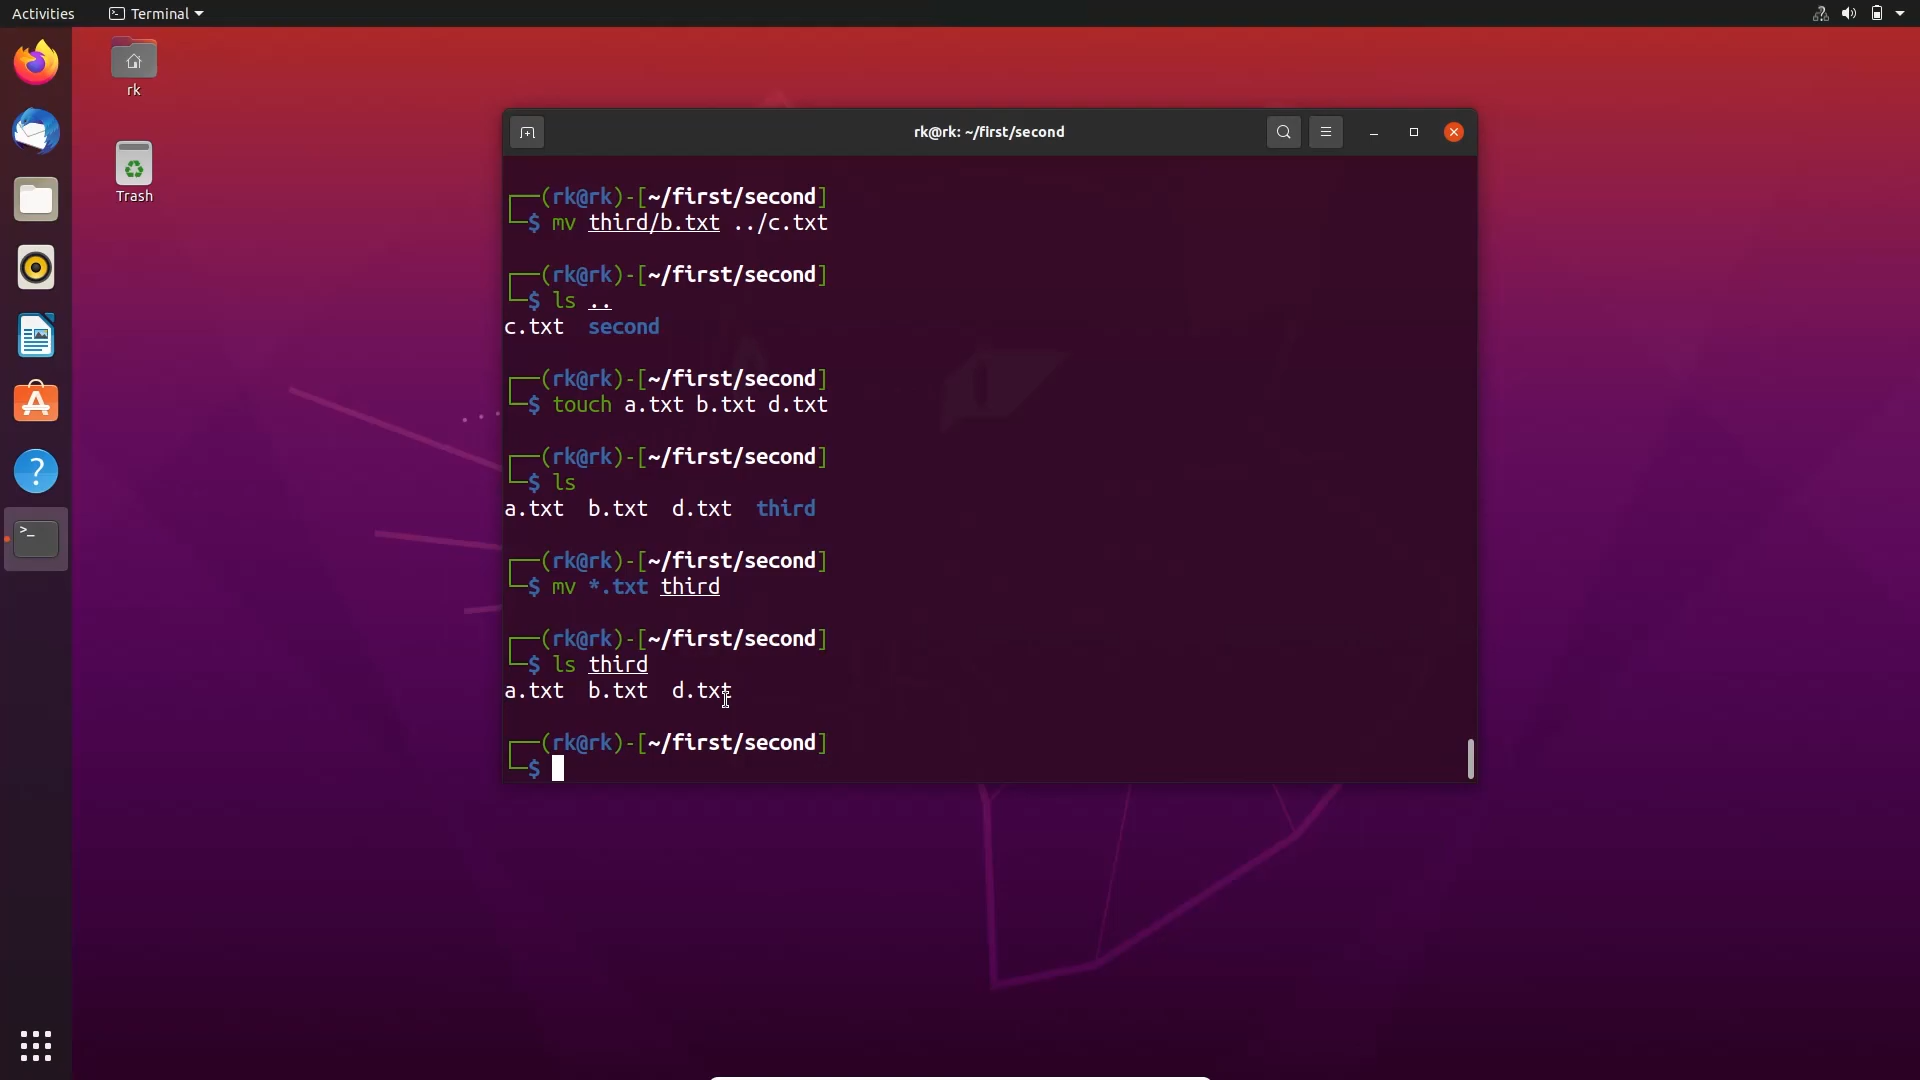 Activities
Terminal
rk
Trash
rk@rk: ~/first/second
┌──(rk@rk)-[~/first/second]
└─$ mv third/b.txt ../c.txt
┌──(rk@rk)-[~/first/second]
└─$ ls ..
c.txt  second
┌──(rk@rk)-[~/first/second]
└─$ touch a.txt b.txt d.txt
┌──(rk@rk)-[~/first/second]
└─$ ls
a.txt  b.txt  d.txt  third
┌──(rk@rk)-[~/first/second]
└─$ mv *.txt third
┌──(rk@rk)-[~/first/second]
└─$ ls third
a.txt  b.txt  d.txt
┌──(rk@rk)-[~/first/second]
└─$